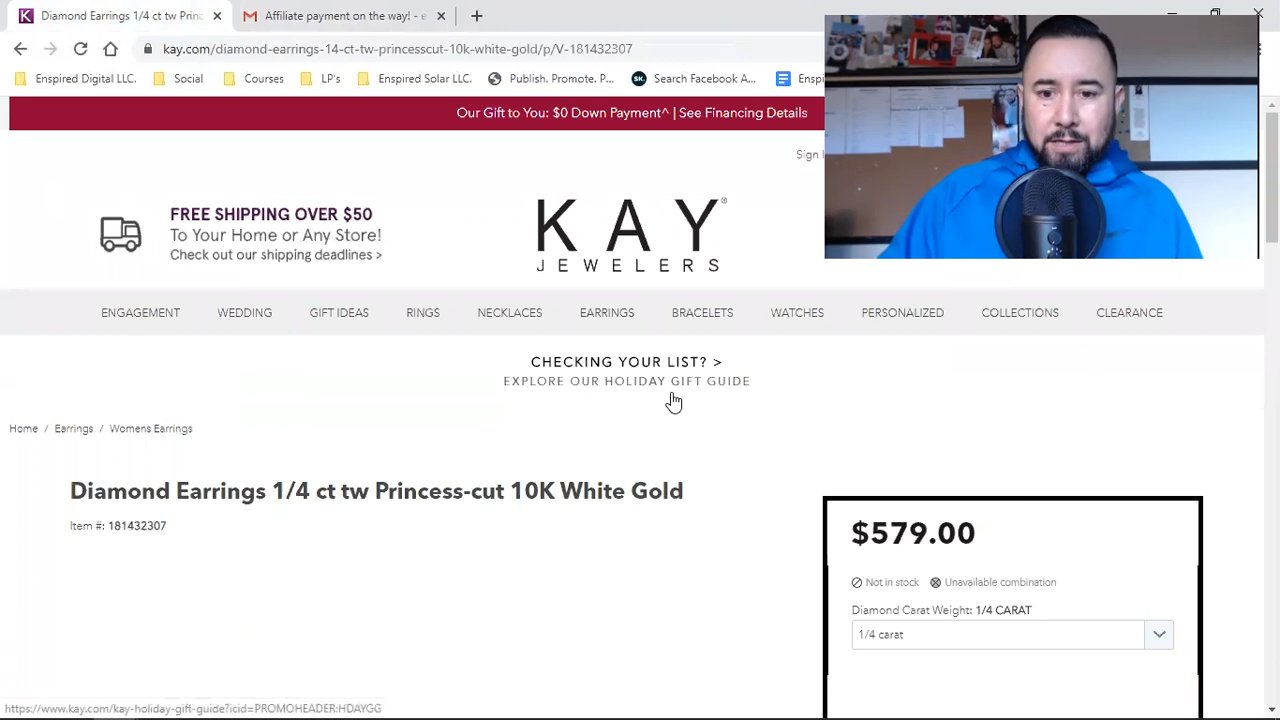 Diamond Earrings 1/4 ct tw Princ
Affiliate payment on the way! - e
kay.com/diamond-earrings-14-ct-tw-princesscut-10k-white-gold/p/V-181432307
Enspired Digital LLC.
Social
Courses
LP's
Enspired Solar LLC.
Publish. Promote. P...
SK.
Search Facebook A...
Our Gift to You: $0 Down Payment^ | See Financing Details
Sign
FREE SHIPPING OVER $50
To Your Home or Any Store!
Check out our shipping deadlines >
KAY
JEWELERS
ENGAGEMENT WEDDING GIFT IDEAS RINGS NECKLACES EARRINGS BRACELETS WATCHES PERSONALIZED COLLECTIONS CLEARANCE
CHECKING YOUR LIST? >
EXPLORE OUR HOLIDAY GIFT GUIDE
Home / Earrings / Womens Earrings
Diamond Earrings 1/4 ct tw Princess-cut 10K White Gold
Item #: 181432307
$579.00
Not in stock Unavailable combination
Diamond Carat Weight: 1/4 CARAT
1/4 carat
https://www.kay.com/kay-holiday-gift-guide?icid=PROMOHEADER:HDAYGG